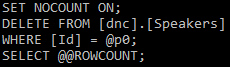 SET NOCOUNT ON;
DELETE FROM [dnc].[Speakers]
WHERE [Id] = @p0;
SELECT @@ROWCOUNT;